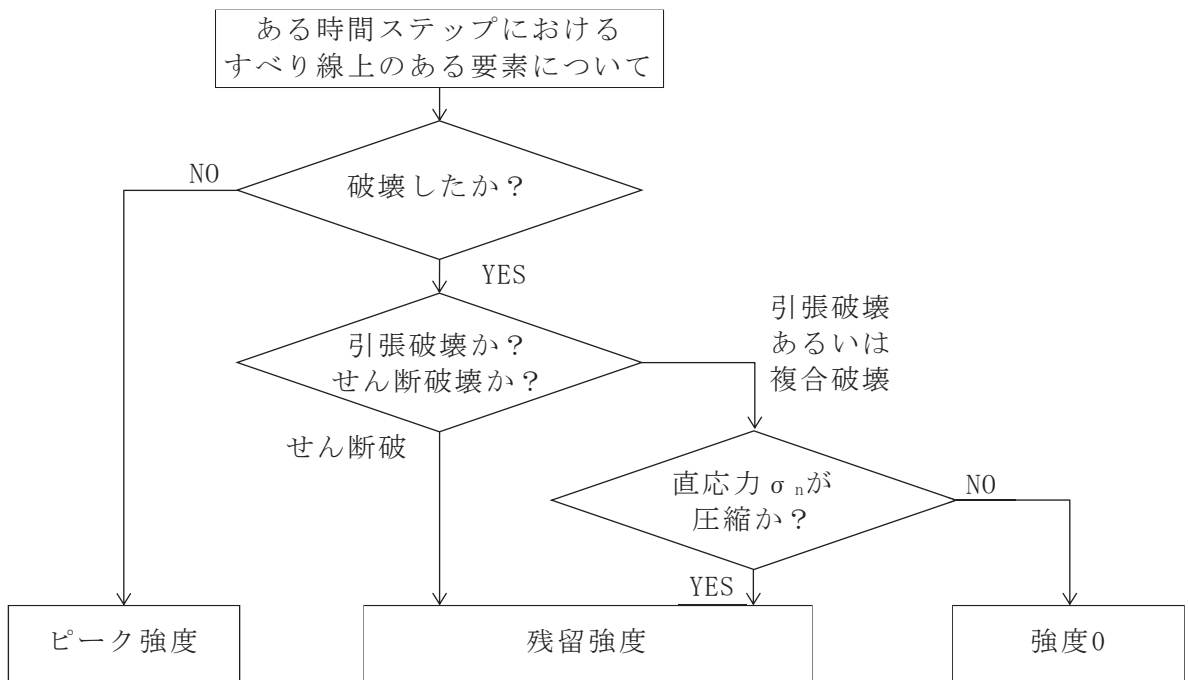 ある時間ステップにおける
すべり線上のある要素について
破壊したか？
NO
YES
引張破壊か？
せん断破壊か？
引張破壊
あるいは
複合破壊
せん断破
直応力σnが
圧縮か？
NO
YES
ピーク強度
残留強度
強度0